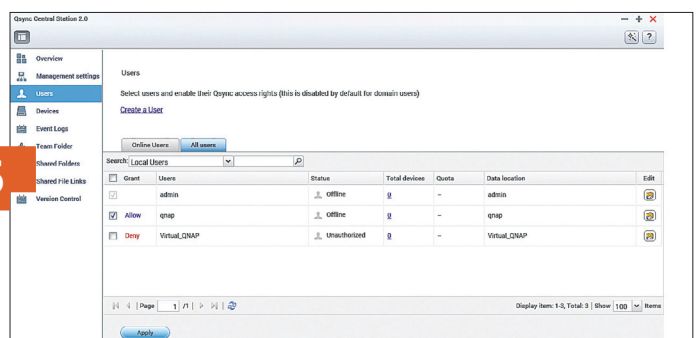 Qsync Central Station 2.0
Overview
Management settings
Users
Devices
Event Logs
Team Folder
Shared Folders
Shared File Links
Version Control
Users
Select users and enable their Qsync access rights (this is disabled by default for domain users)
Create a User
Online Users All users
Search: Local Users
Grant Users Status Total devices Quota Data location Edit
admin Offline 0 – admin
Allow qnap Offline 0 – qnap
Deny Virtual_QNAP Unauthorized 0 – Virtual_QNAP
Page 1 /1 Display item: 1-3, Total: 3 | Show 100 Items
Apply